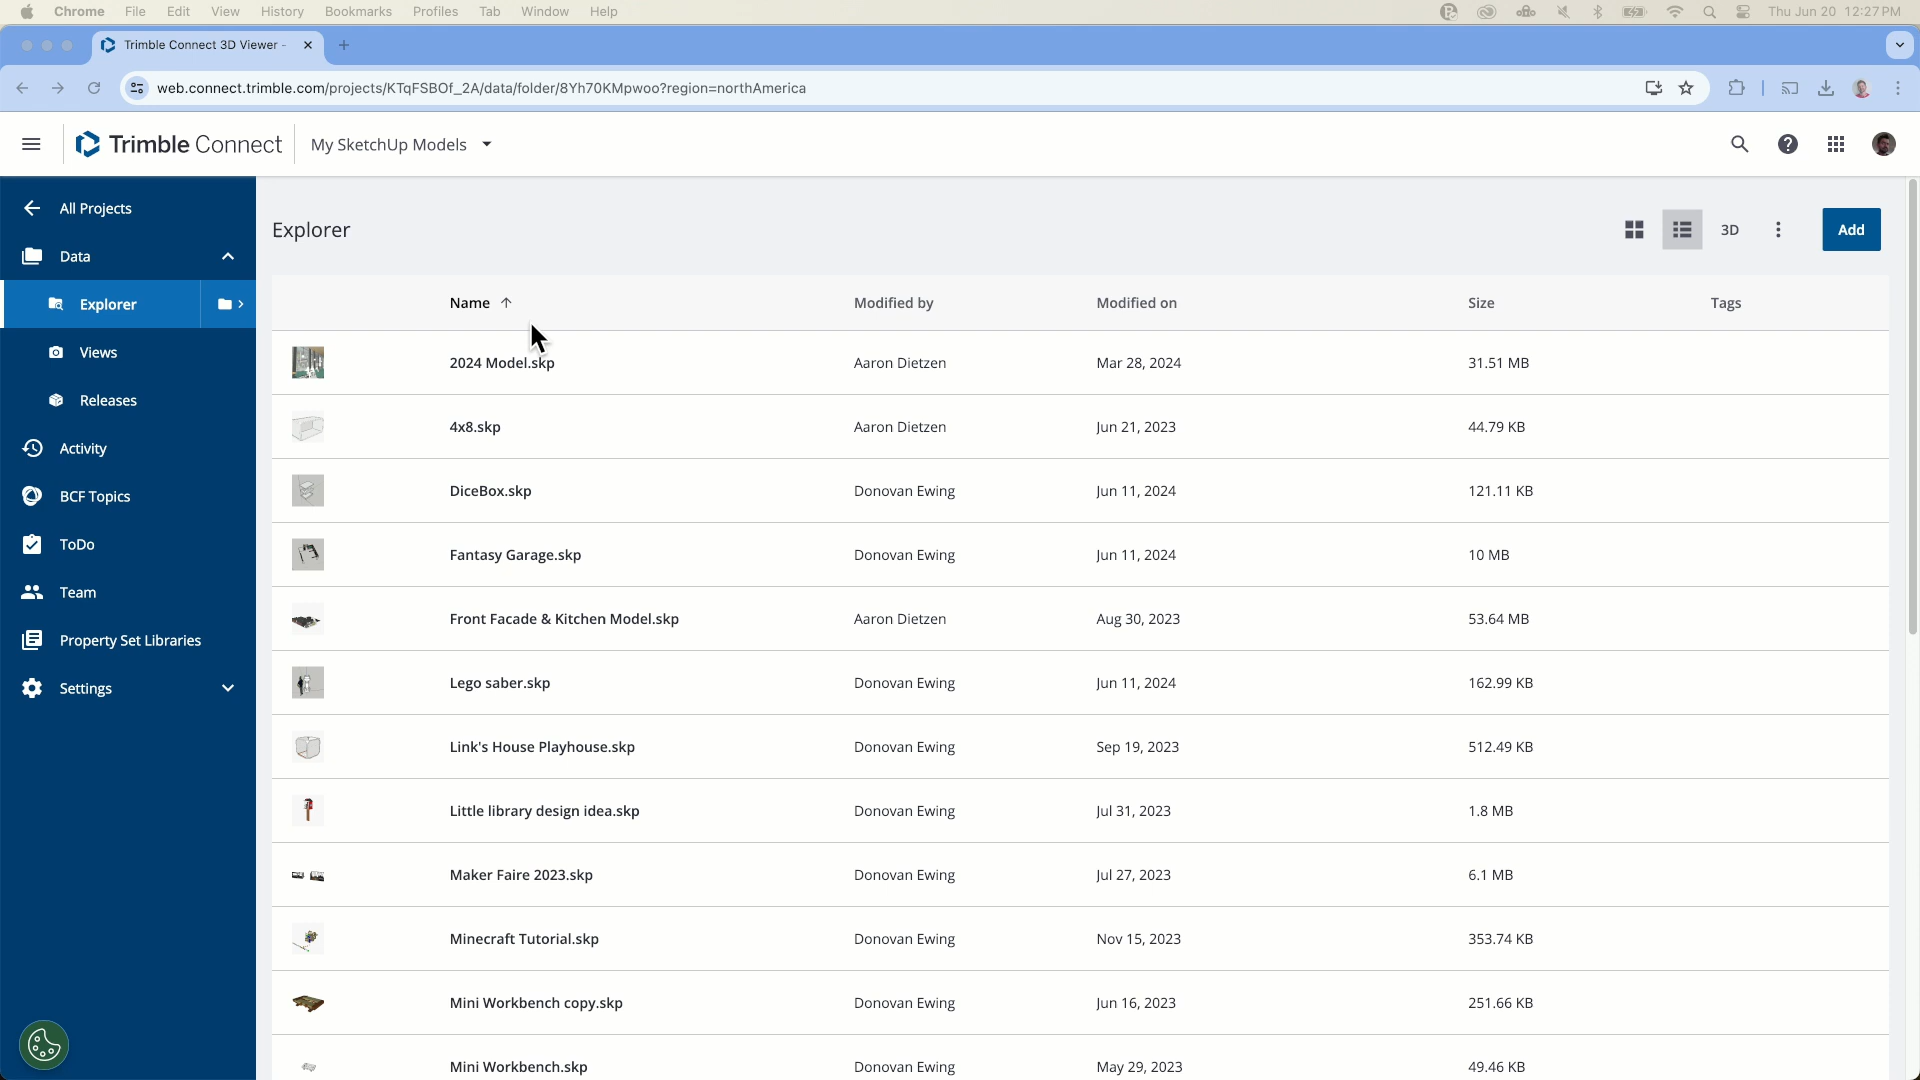 Chrome File Edit View History Bookmarks Profiles Tab Window Help Thu Jun 20 12:27 PM
Trimble Connect 3D Viewer -
web.connect.trimble.com/projects/KTqFSBOf_2A/data/folder/8Yh70KMpwoo?region=northAmerica
Trimble Connect My SketchUp Models
All Projects
Data
Explorer
Views
Releases
Activity
BCF Topics
ToDo
Team
Property Set Libraries
Settings
Explorer 3D Add
Name Modified by Modified on Size Tags
2024 Model.skp Aaron Dietzen Mar 28, 2024 31.51 MB
4x8.skp Aaron Dietzen Jun 21, 2023 44.79 KB
DiceBox.skp Donovan Ewing Jun 11, 2024 121.11 KB
Fantasy Garage.skp Donovan Ewing Jun 11, 2024 10 MB
Front Facade & Kitchen Model.skp Aaron Dietzen Aug 30, 2023 53.64 MB
Lego saber.skp Donovan Ewing Jun 11, 2024 162.99 KB
Link's House Playhouse.skp Donovan Ewing Sep 19, 2023 512.49 KB
Little library design idea.skp Donovan Ewing Jul 31, 2023 1.8 MB
Maker Faire 2023.skp Donovan Ewing Jul 27, 2023 6.1 MB
Minecraft Tutorial.skp Donovan Ewing Nov 15, 2023 353.74 KB
Mini Workbench copy.skp Donovan Ewing Jun 16, 2023 251.66 KB
Mini Workbench.skp Donovan Ewing May 29, 2023 49.46 KB